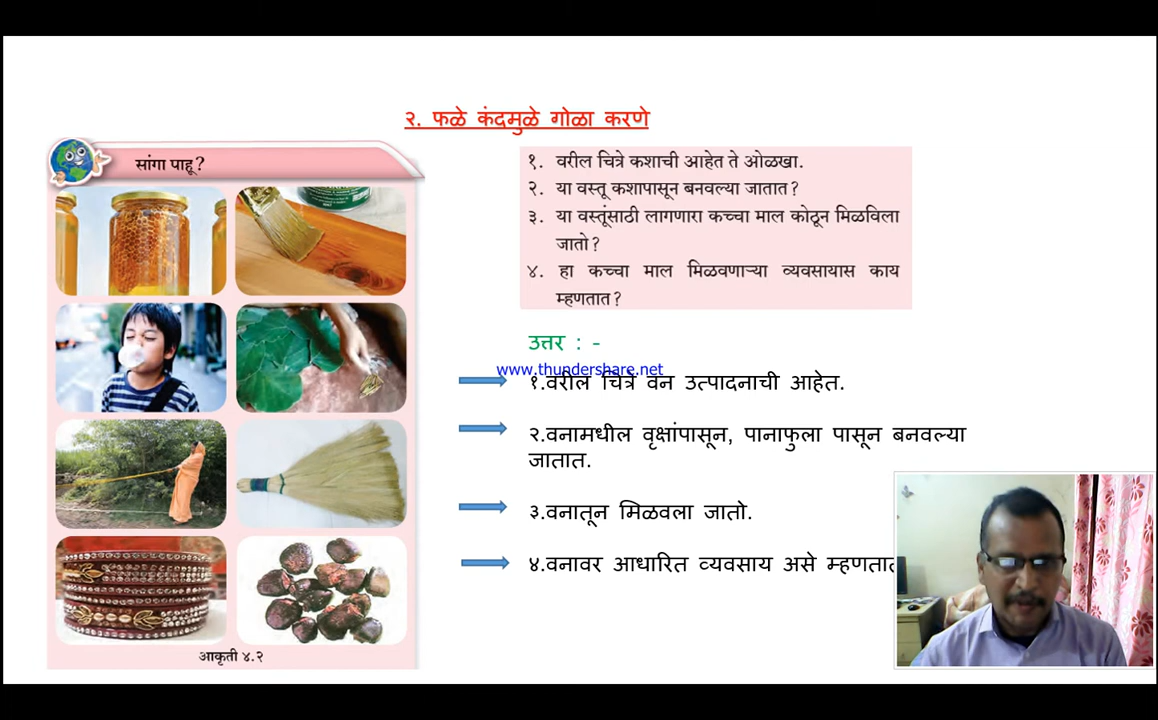 २. फळे कंदमुळे गोळा करणे
सांगा पाहू?
१. वरील चित्रे कशाची आहेत ते ओळखा.
२. या वस्तू कशापासून बनवल्या जातात?
३. या वस्तूंसाठी लागणारा कच्चा माल कोठून मिळविला
जातो?
४. हा कच्चा माल मिळवणाऱ्या व्यवसायास काय
म्हणतात?
उत्तर : -
www.thundershare.net
१.वरील चित्रे वन उत्पादनाची आहेत.
२.वनामधील वृक्षांपासून, पानाफुला पासून बनवल्या
जातात.
३.वनातून मिळवला जातो.
४.वनावर आधारित व्यवसाय असे म्हणतात
आकृती ४.२